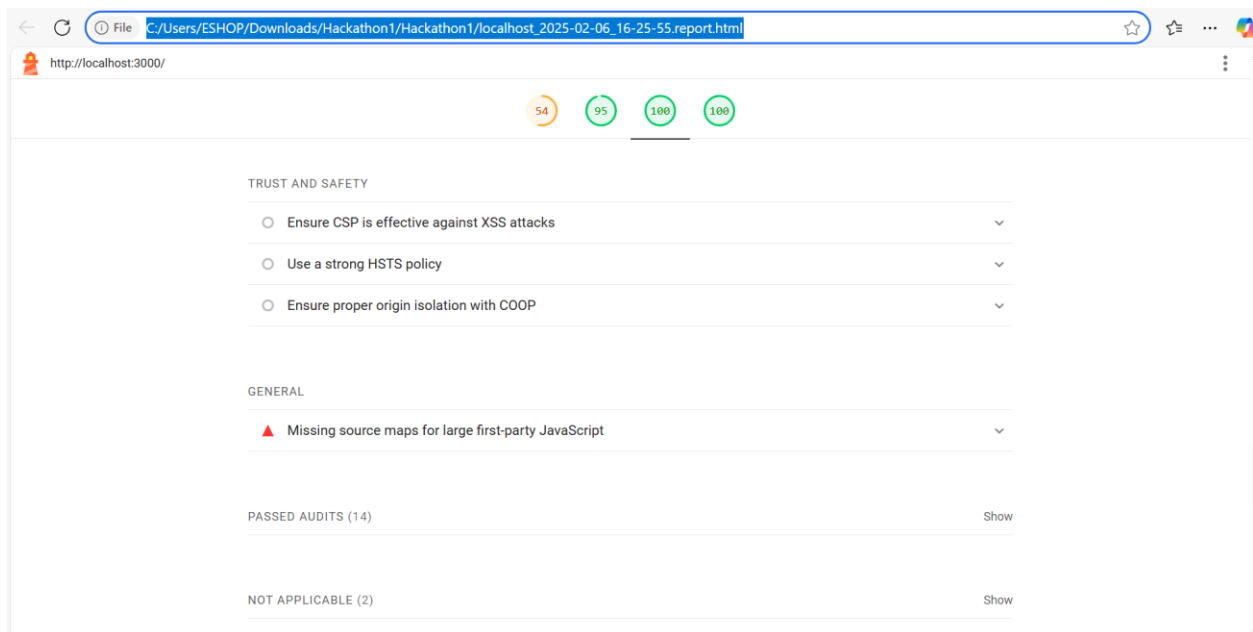 File C:/Users/ESHOP/Downloads/Hackathon1/Hackathon1/localhost_2025-02-06_16-25-55.report.html
http://localhost:3000/
54 95 100 100
TRUST AND SAFETY
Ensure CSP is effective against XSS attacks
Use a strong HSTS policy
Ensure proper origin isolation with COOP
GENERAL
Missing source maps for large first-party JavaScript
PASSED AUDITS (14) Show
NOT APPLICABLE (2) Show